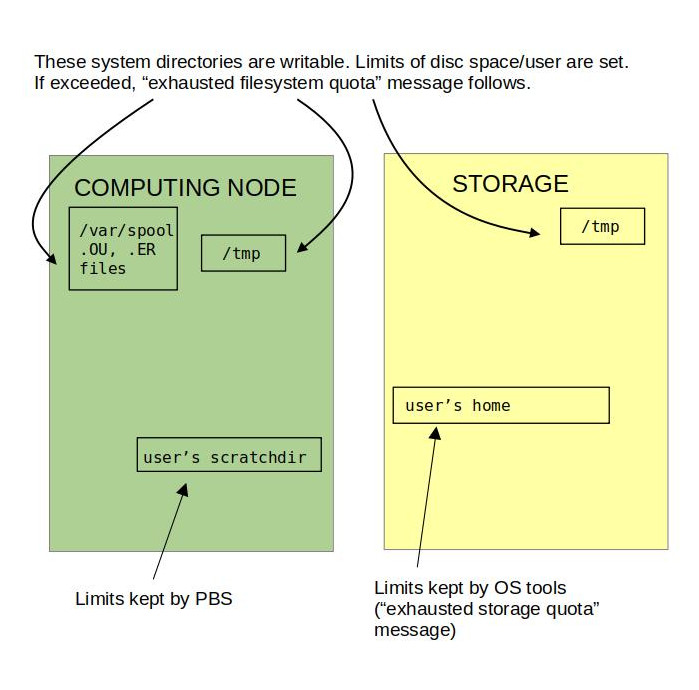 These system directories are writable. Limits of disc space/user are set.
If exceeded, “exhausted filesystem quota” message follows.
COMPUTING NODE
/var/spool
.OU, .ER
files
/tmp
user’s scratchdir
Limits kept by PBS
STORAGE
/tmp
user’s home
Limits kept by OS tools
(“exhausted storage quota”
message)